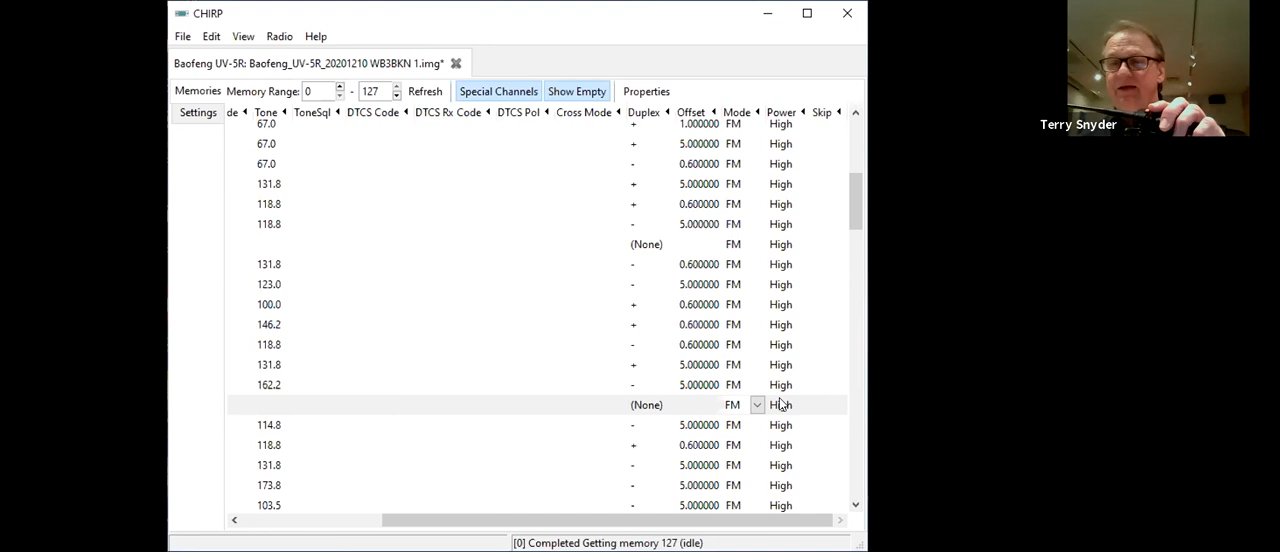 CHIRP
File Edit View Radio Help
Baofeng UV-5R: Baofeng_UV-5R_20201210 WB3BKN 1.img*
Memories Memory Range: 0 - 127 Refresh Special Channels Show Empty Properties
Settings de Tone ToneSql DTCS Code DTCS Rx Code DTCS Pol Cross Mode Duplex Offset Mode Power Skip
67.0 + 1.000000 FM High
67.0 + 5.000000 FM High
67.0 - 0.600000 FM High
131.8 + 5.000000 FM High
118.8 + 0.600000 FM High
118.8 - 5.000000 FM High
(None) FM High
131.8 - 0.600000 FM High
123.0 - 5.000000 FM High
100.0 + 0.600000 FM High
146.2 + 0.600000 FM High
118.8 - 0.600000 FM High
131.8 + 5.000000 FM High
162.2 - 5.000000 FM High
(None) FM High
114.8 - 5.000000 FM High
118.8 + 0.600000 FM High
131.8 - 5.000000 FM High
173.8 - 5.000000 FM High
103.5 - 5.000000 FM High
[0] Completed Getting memory 127 (idle)
Terry Snyder